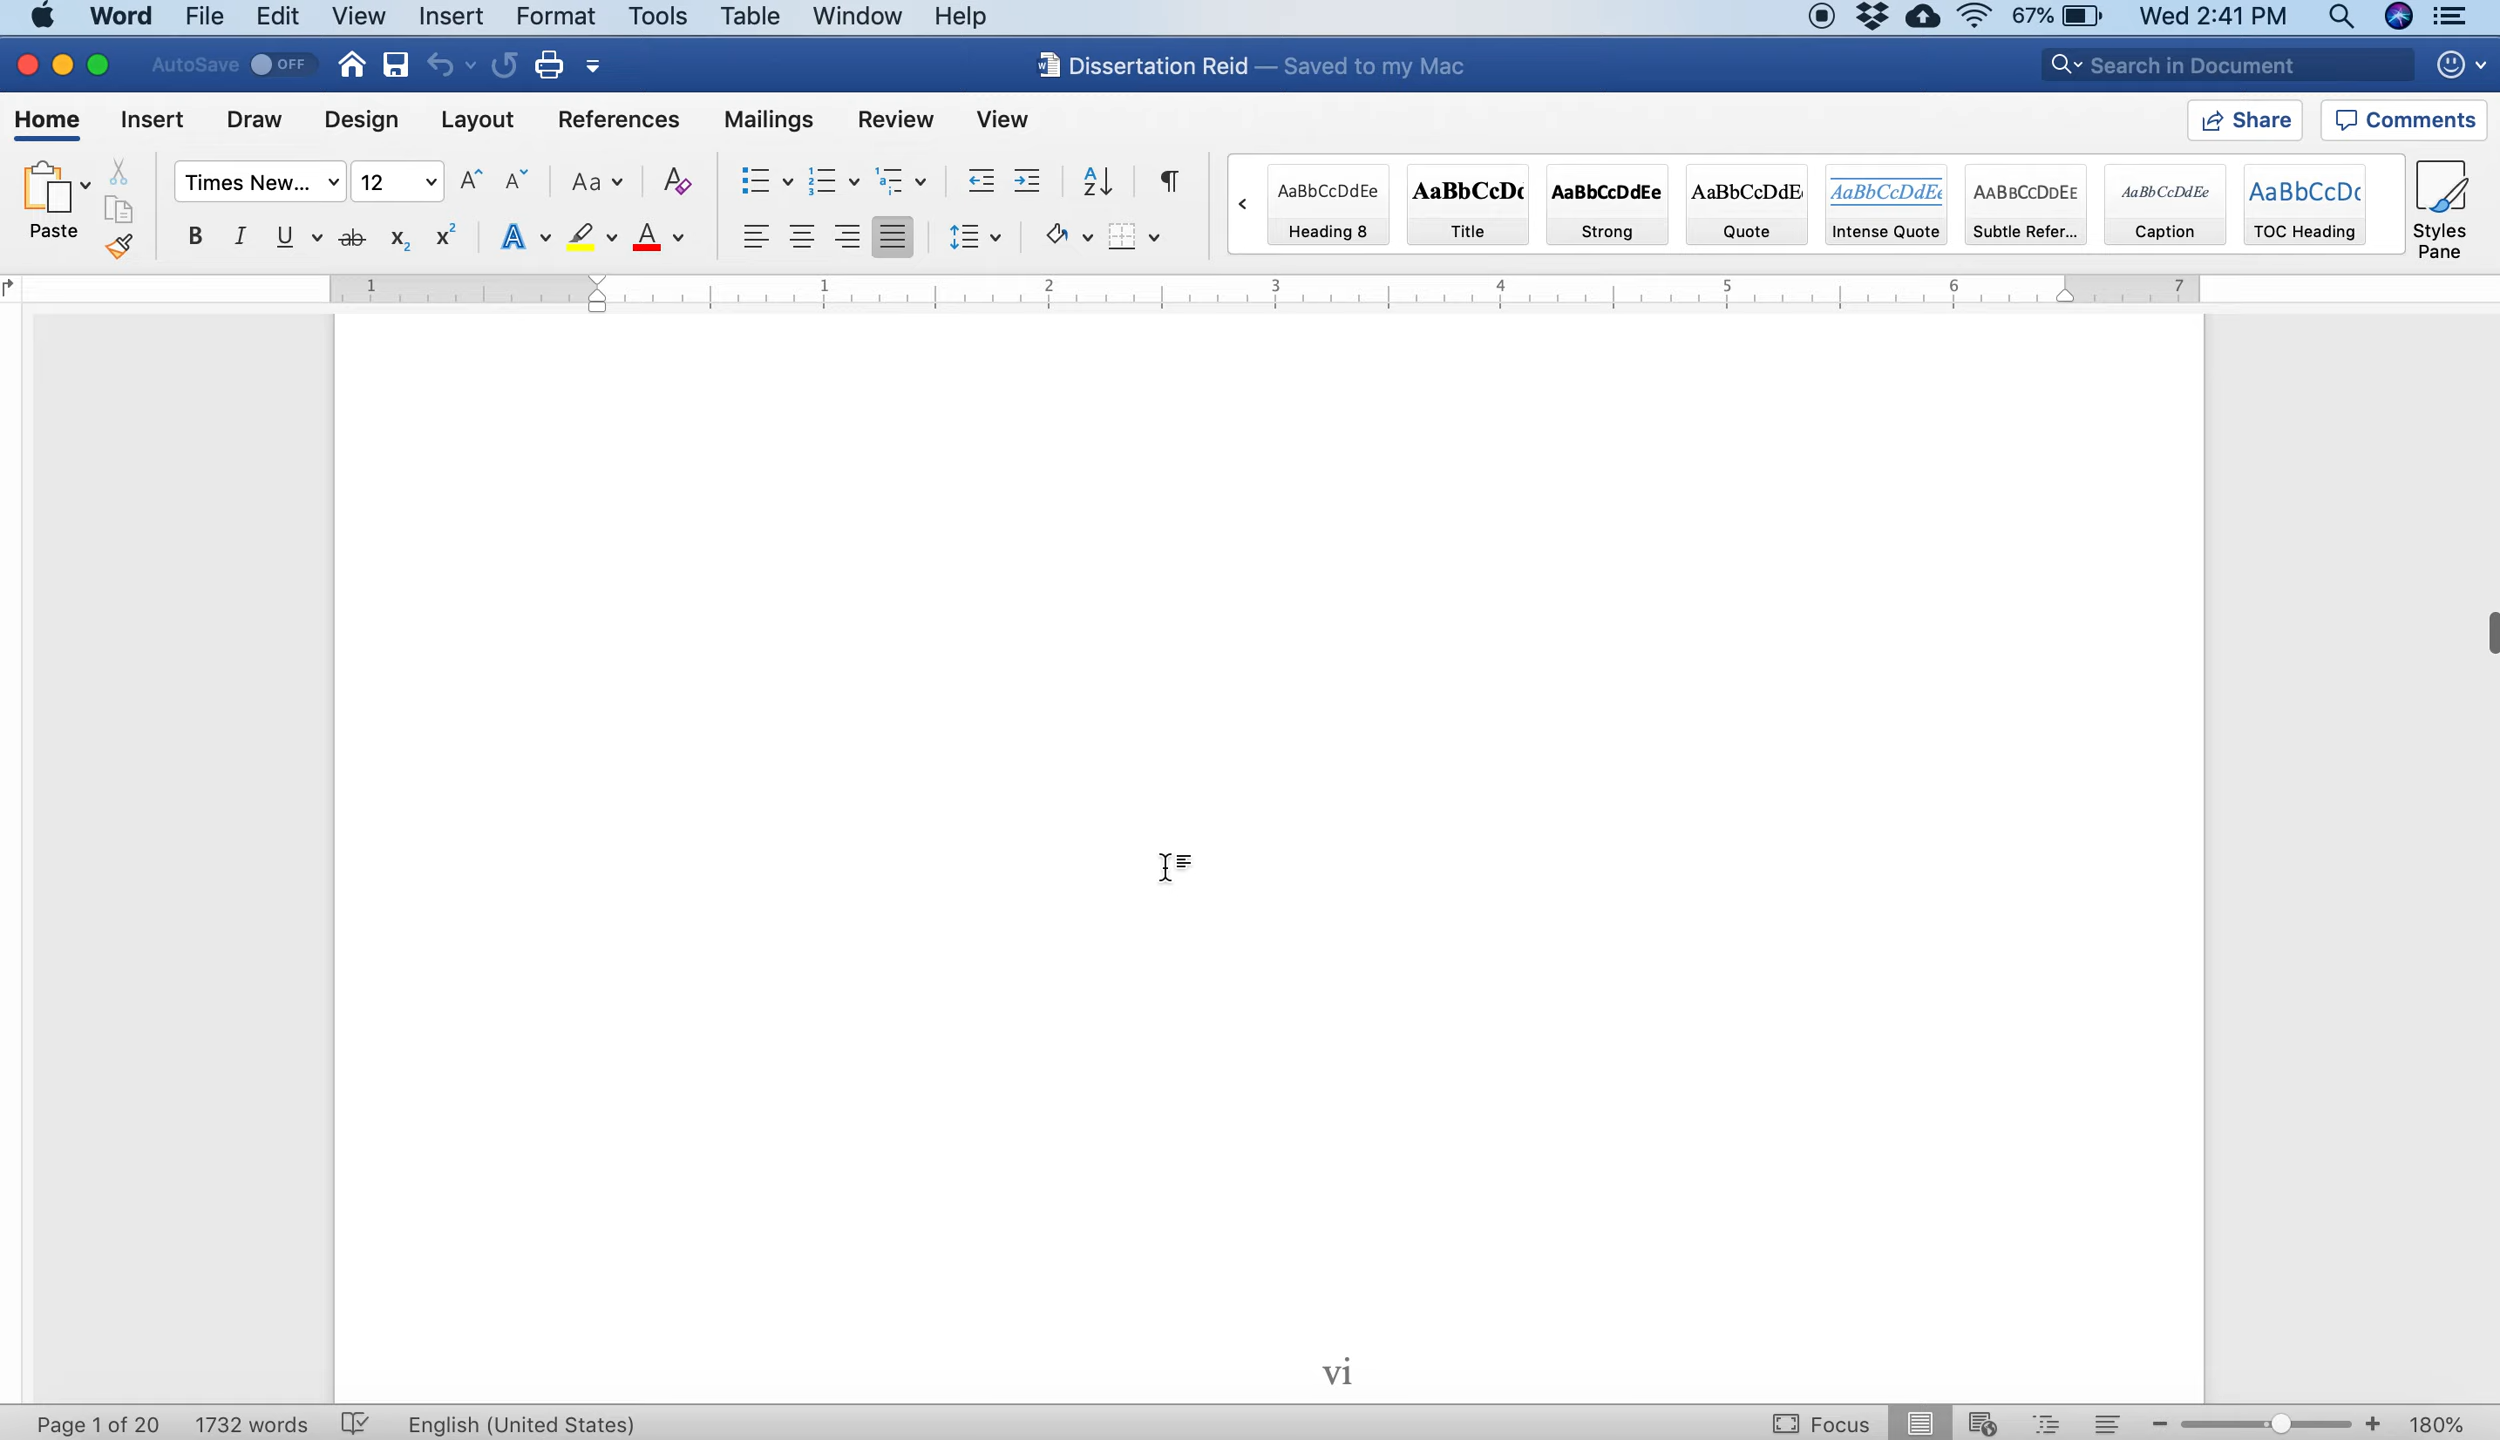 Word File Edit View Insert Format Tools Table Window Help 67% Wed 2:41 PM
AutoSave OFF Dissertation Reid — Saved to my Mac Search in Document
Home Insert Draw Design Layout References Mailings Review View Share Comments
Paste Times New... 12 Aa
AaBbCcDdEe AaBbCcDc AaBbCcDdEe AaBbCcDdE AaBbCcDdEe AABBCCDDEE AaBbCcDdEe AaBbCcDc
Heading 8 Title Strong Quote Intense Quote Subtle Refer... Caption TOC Heading
Styles Pane
1 1 2 3 4 5 6 7
vi
Page 1 of 20 1732 words English (United States) Focus 180%